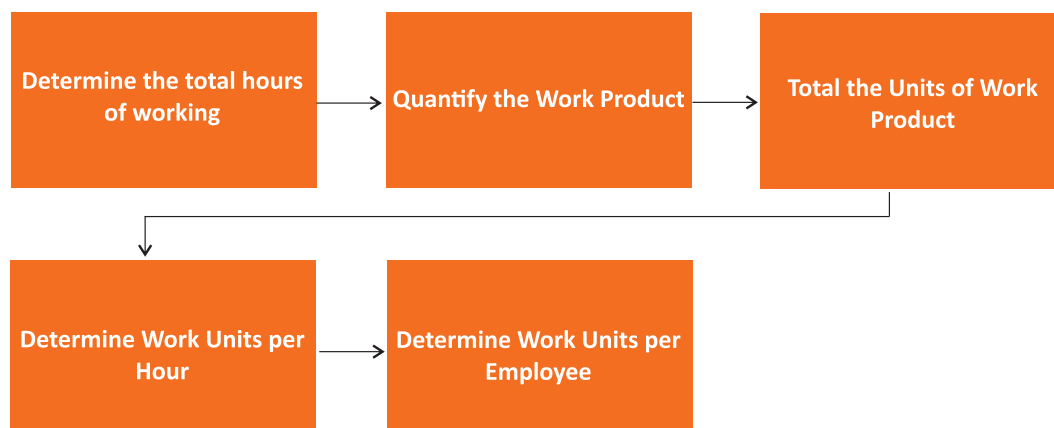 Determine the total hours
of working
Quantify the Work Product
Total the Units of Work
Product
Determine Work Units per
Hour
Determine Work Units per
Employee